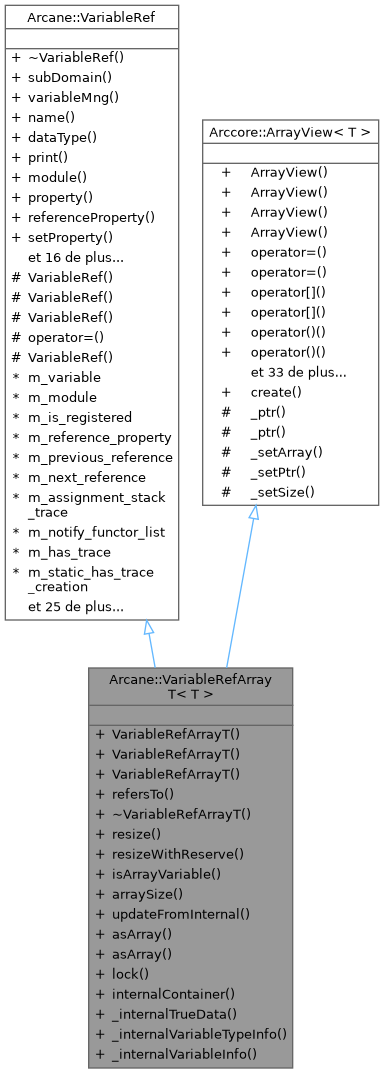 Arcane::VariableRef
+ ~VariableRef()
+ subDomain()
+ variableMng()
+ name()
+ dataType()
+ print()
+ module()
+ property()
+ referenceProperty()
+ setProperty()
et 16 de plus...
# VariableRef()
# VariableRef()
# VariableRef()
# operator=()
# VariableRef()
* m_variable
* m_module
* m_is_registered
* m_reference_property
* m_previous_reference
* m_next_reference
* m_assignment_stack
_trace
* m_notify_functor_list
* m_has_trace
* m_static_has_trace
_creation
et 25 de plus...
Arccore::ArrayView< T >
+ ArrayView()
+ ArrayView()
+ ArrayView()
+ ArrayView()
+ operator=()
+ operator=()
+ operator[]()
+ operator[]()
+ operator()()
+ operator()()
et 33 de plus...
+ create()
# _ptr()
# _ptr()
# _setArray()
# _setPtr()
# _setSize()
Arcane::VariableRefArray
T< T >
+ VariableRefArrayT()
+ VariableRefArrayT()
+ VariableRefArrayT()
+ refersTo()
+ ~VariableRefArrayT()
+ resize()
+ resizeWithReserve()
+ isArrayVariable()
+ arraySize()
+ updateFromInternal()
+ asArray()
+ asArray()
+ lock()
+ internalContainer()
+ _internalTrueData()
+ _internalVariableTypeInfo()
+ _internalVariableInfo()